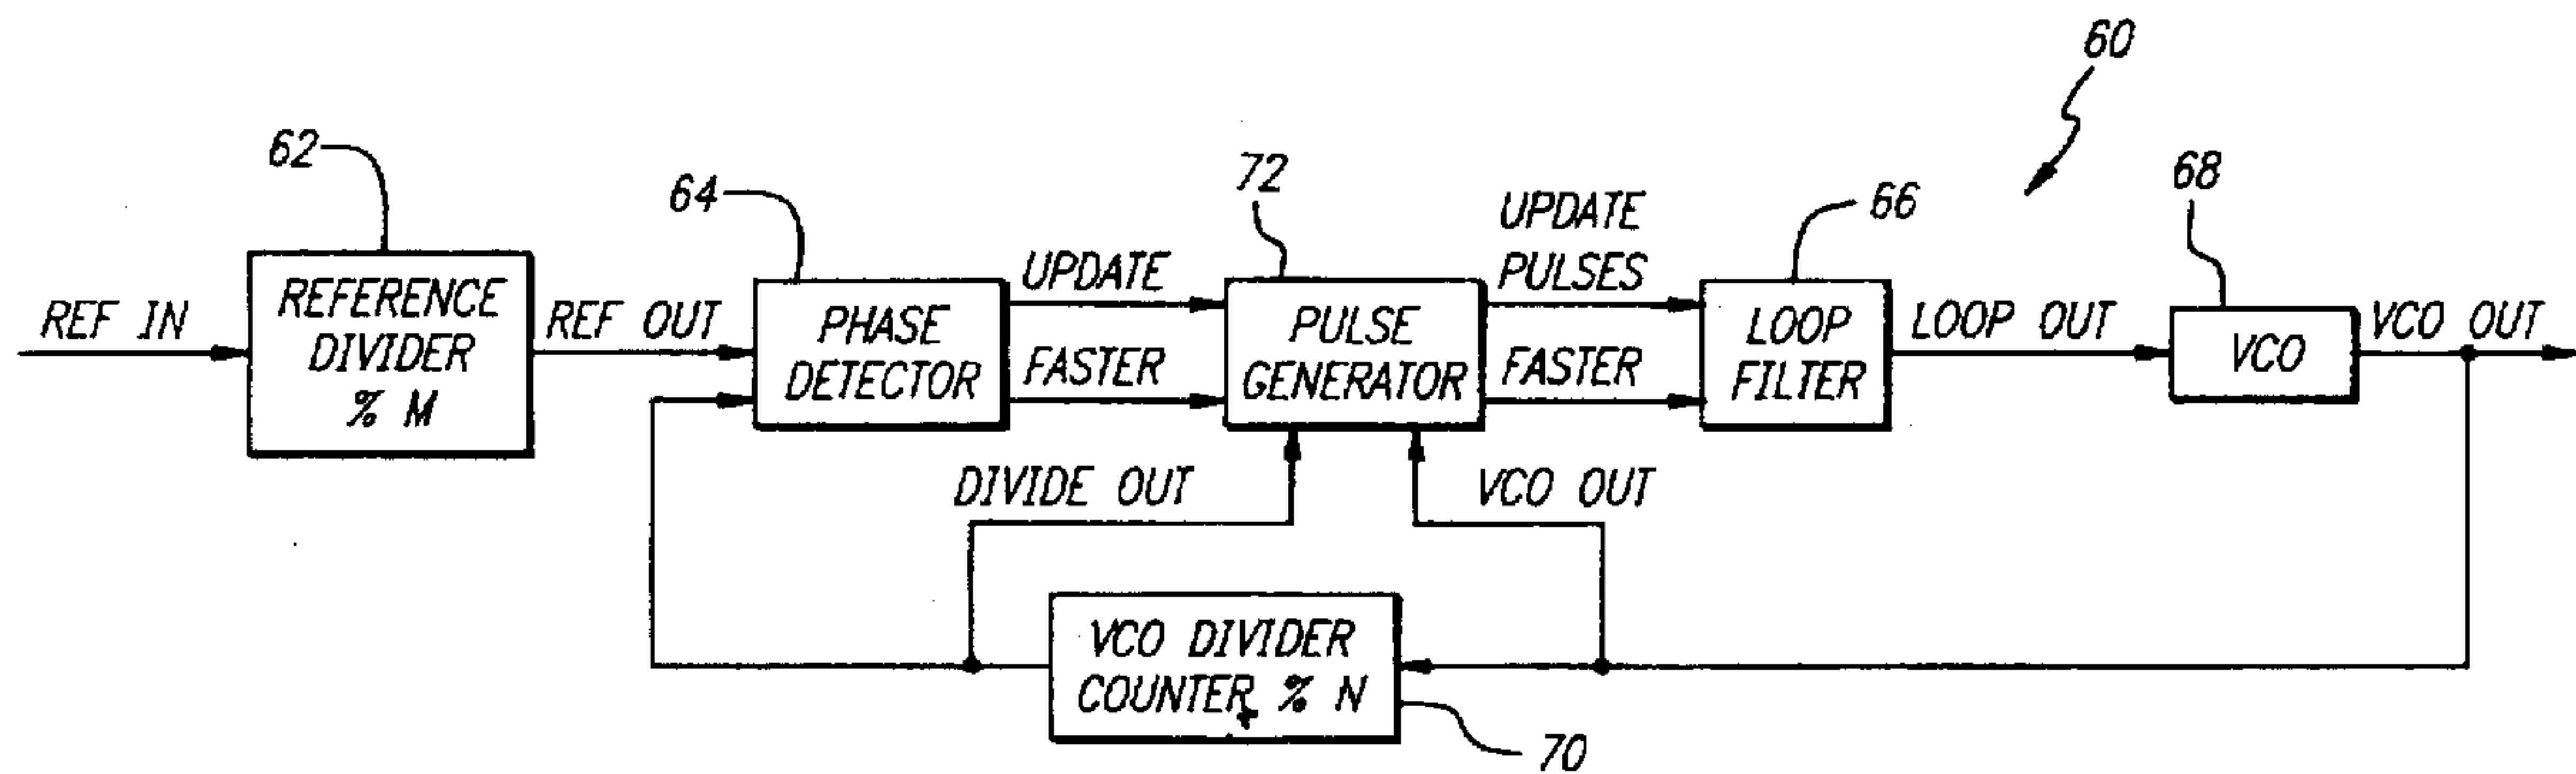 60
62
64
72
UPDATE
PULSES
66
68
REF IN
REFERENCE
DIVIDER
% M
REF OUT
PHASE
DETECTOR
UPDATE
FASTER
PULSE
GENERATOR
FASTER
LOOP
FILTER
LOOP OUT
VCO
VCO OUT
DIVIDE OUT
VCO OUT
VCO DIVIDER
COUNTER % N
70